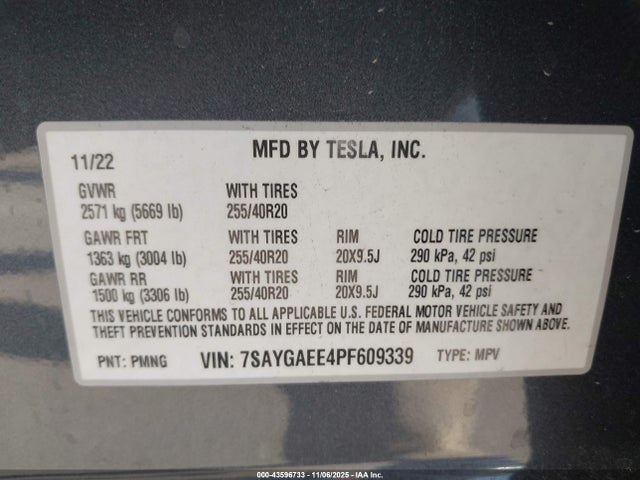 11/22 MFD BY TESLA, INC.
GVWR WITH TIRES
2571 kg (5669 lb) 255/40R20
GAWR FRT WITH TIRES RIM COLD TIRE PRESSURE
1363 kg (3004 lb) 255/40R20 20X9.5J 290 kPa, 42 psi
GAWR RR WITH TIRES RIM COLD TIRE PRESSURE
1500 kg (3306 lb) 255/40R20 20X9.5J 290 kPa, 42 psi
THIS VEHICLE CONFORMS TO ALL APPLICABLE U.S. FEDERAL MOTOR VEHICLE SAFETY AND
THEFT PREVENTION STANDARDS IN EFFECT ON THE DATE OF MANUFACTURE SHOWN ABOVE.
PNT: PMNG VIN: 7SAYGAEE4PF609339 TYPE: MPV
000-43596733 - 11/06/2025 - IAA Inc.